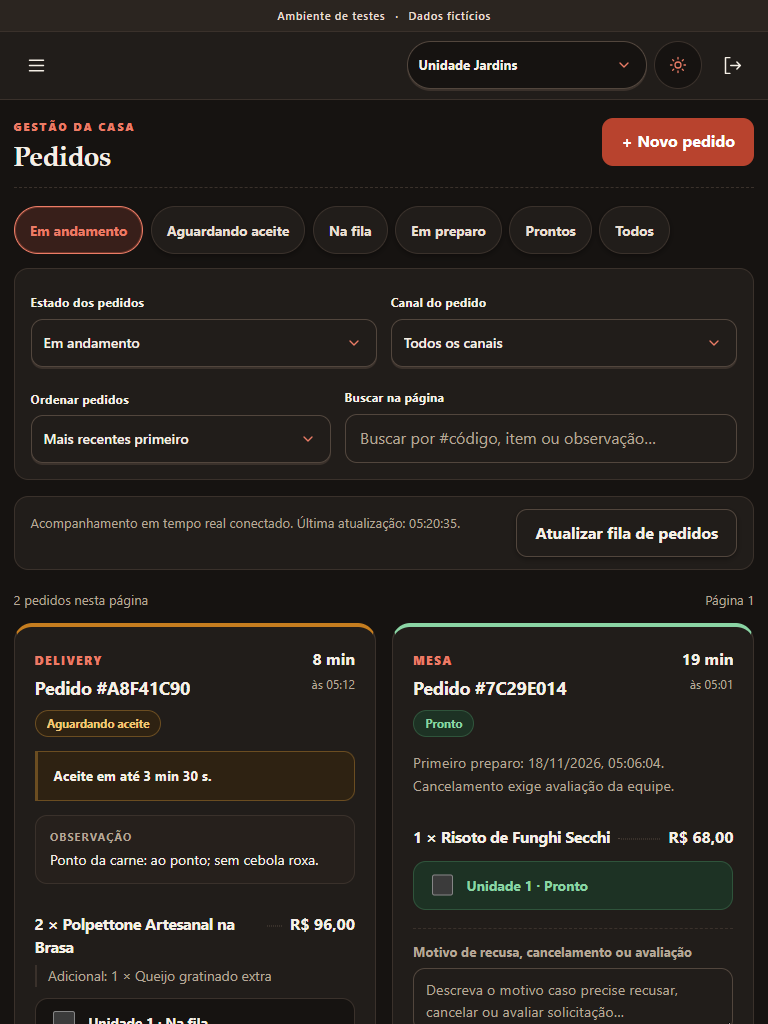 Ambiente de testes · Dados fictícios
Unidade Jardins
GESTÃO DA CASA
Pedidos
+ Novo pedido
Em andamento
Aguardando aceite
Na fila
Em preparo
Prontos
Todos
Estado dos pedidos
Em andamento
Canal do pedido
Todos os canais
Ordenar pedidos
Mais recentes primeiro
Buscar na página
Buscar por #código, item ou observação...
Acompanhamento em tempo real conectado. Última atualização: 05:20:35.
Atualizar fila de pedidos
2 pedidos nesta página
Página 1
DELIVERY
8 min
Pedido #A8F41C90
às 05:12
Aguardando aceite
Aceite em até 3 min 30 s.
OBSERVAÇÃO
Ponto da carne: ao ponto; sem cebola roxa.
2 × Polpettone Artesanal na
Brasa
R$ 96,00
Adicional: 1 × Queijo gratinado extra
Unidade 1 · Na fila
MESA
19 min
Pedido #7C29E014
às 05:01
Pronto
Primeiro preparo: 18/11/2026, 05:06:04.
Cancelamento exige avaliação da equipe.
1 × Risoto de Funghi Secchi
R$ 68,00
Unidade 1 · Pronto
Motivo de recusa, cancelamento ou avaliação
Descreva o motivo caso precise recusar,
cancelar ou avaliar solicitação...